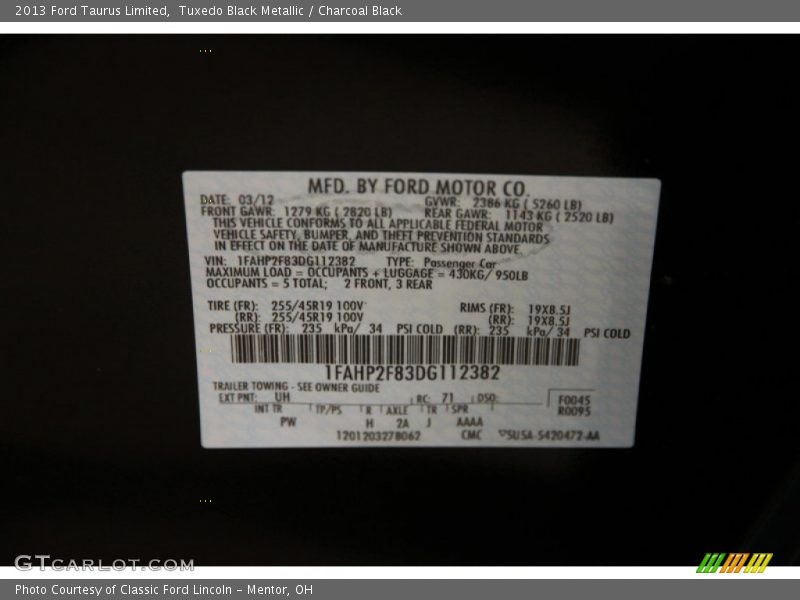 2013 Ford Taurus Limited, Tuxedo Black Metallic / Charcoal Black
MFD. BY FORD MOTOR CO.
DATE: 03/12 GVWR: 2386 KG ( 5260 LB)
FRONT GAWR: 1279 KG ( 2820 LB) REAR GAWR: 1143 KG ( 2520 LB)
THIS VEHICLE CONFORMS TO ALL APPLICABLE FEDERAL MOTOR
VEHICLE SAFETY, BUMPER, AND THEFT PREVENTION STANDARDS
IN EFFECT ON THE DATE OF MANUFACTURE SHOWN ABOVE
VIN: 1FAHP2F83DG112382 TYPE: Passenger Car
MAXIMUM LOAD = OCCUPANTS + LUGGAGE = 430KG/ 950LB
OCCUPANTS = 5 TOTAL; 2 FRONT, 3 REAR
TIRE (FR): 255/45R19 100V RIMS (FR): 19X8.5J
(RR): 255/45R19 100V (RR): 19X8.5J
PRESSURE (FR): 235 kPa/ 34 PSI COLD (RR): 235 kPa/ 34 PSI COLD
1FAHP2F83DG112382
TRAILER TOWING - SEE OWNER GUIDE
EXT PNT: UH RC: 71 DSO: F0045
INT TR TP/PS R AXLE TR SPR R0095
PW H 2A J AAAA
CMC 5U5A-5420472-AA
GTCARLOT.COM
Photo Courtesy of Classic Ford Lincoln – Mentor, OH